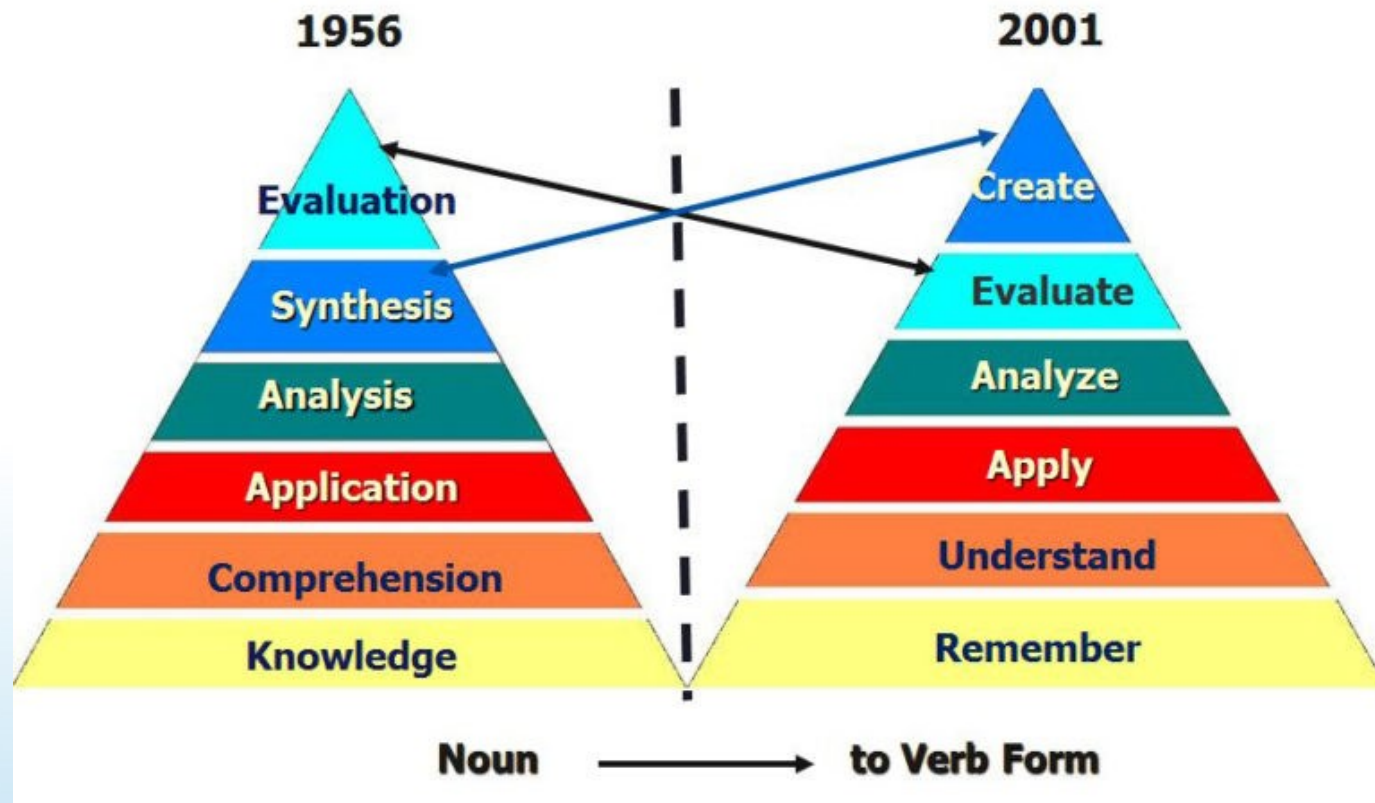 1956
Evaluation
Synthesis
Analysis
Application
Comprehension
Knowledge
2001
Create
Evaluate
Analyze
Apply
Understand
Remember
Noun to Verb Form